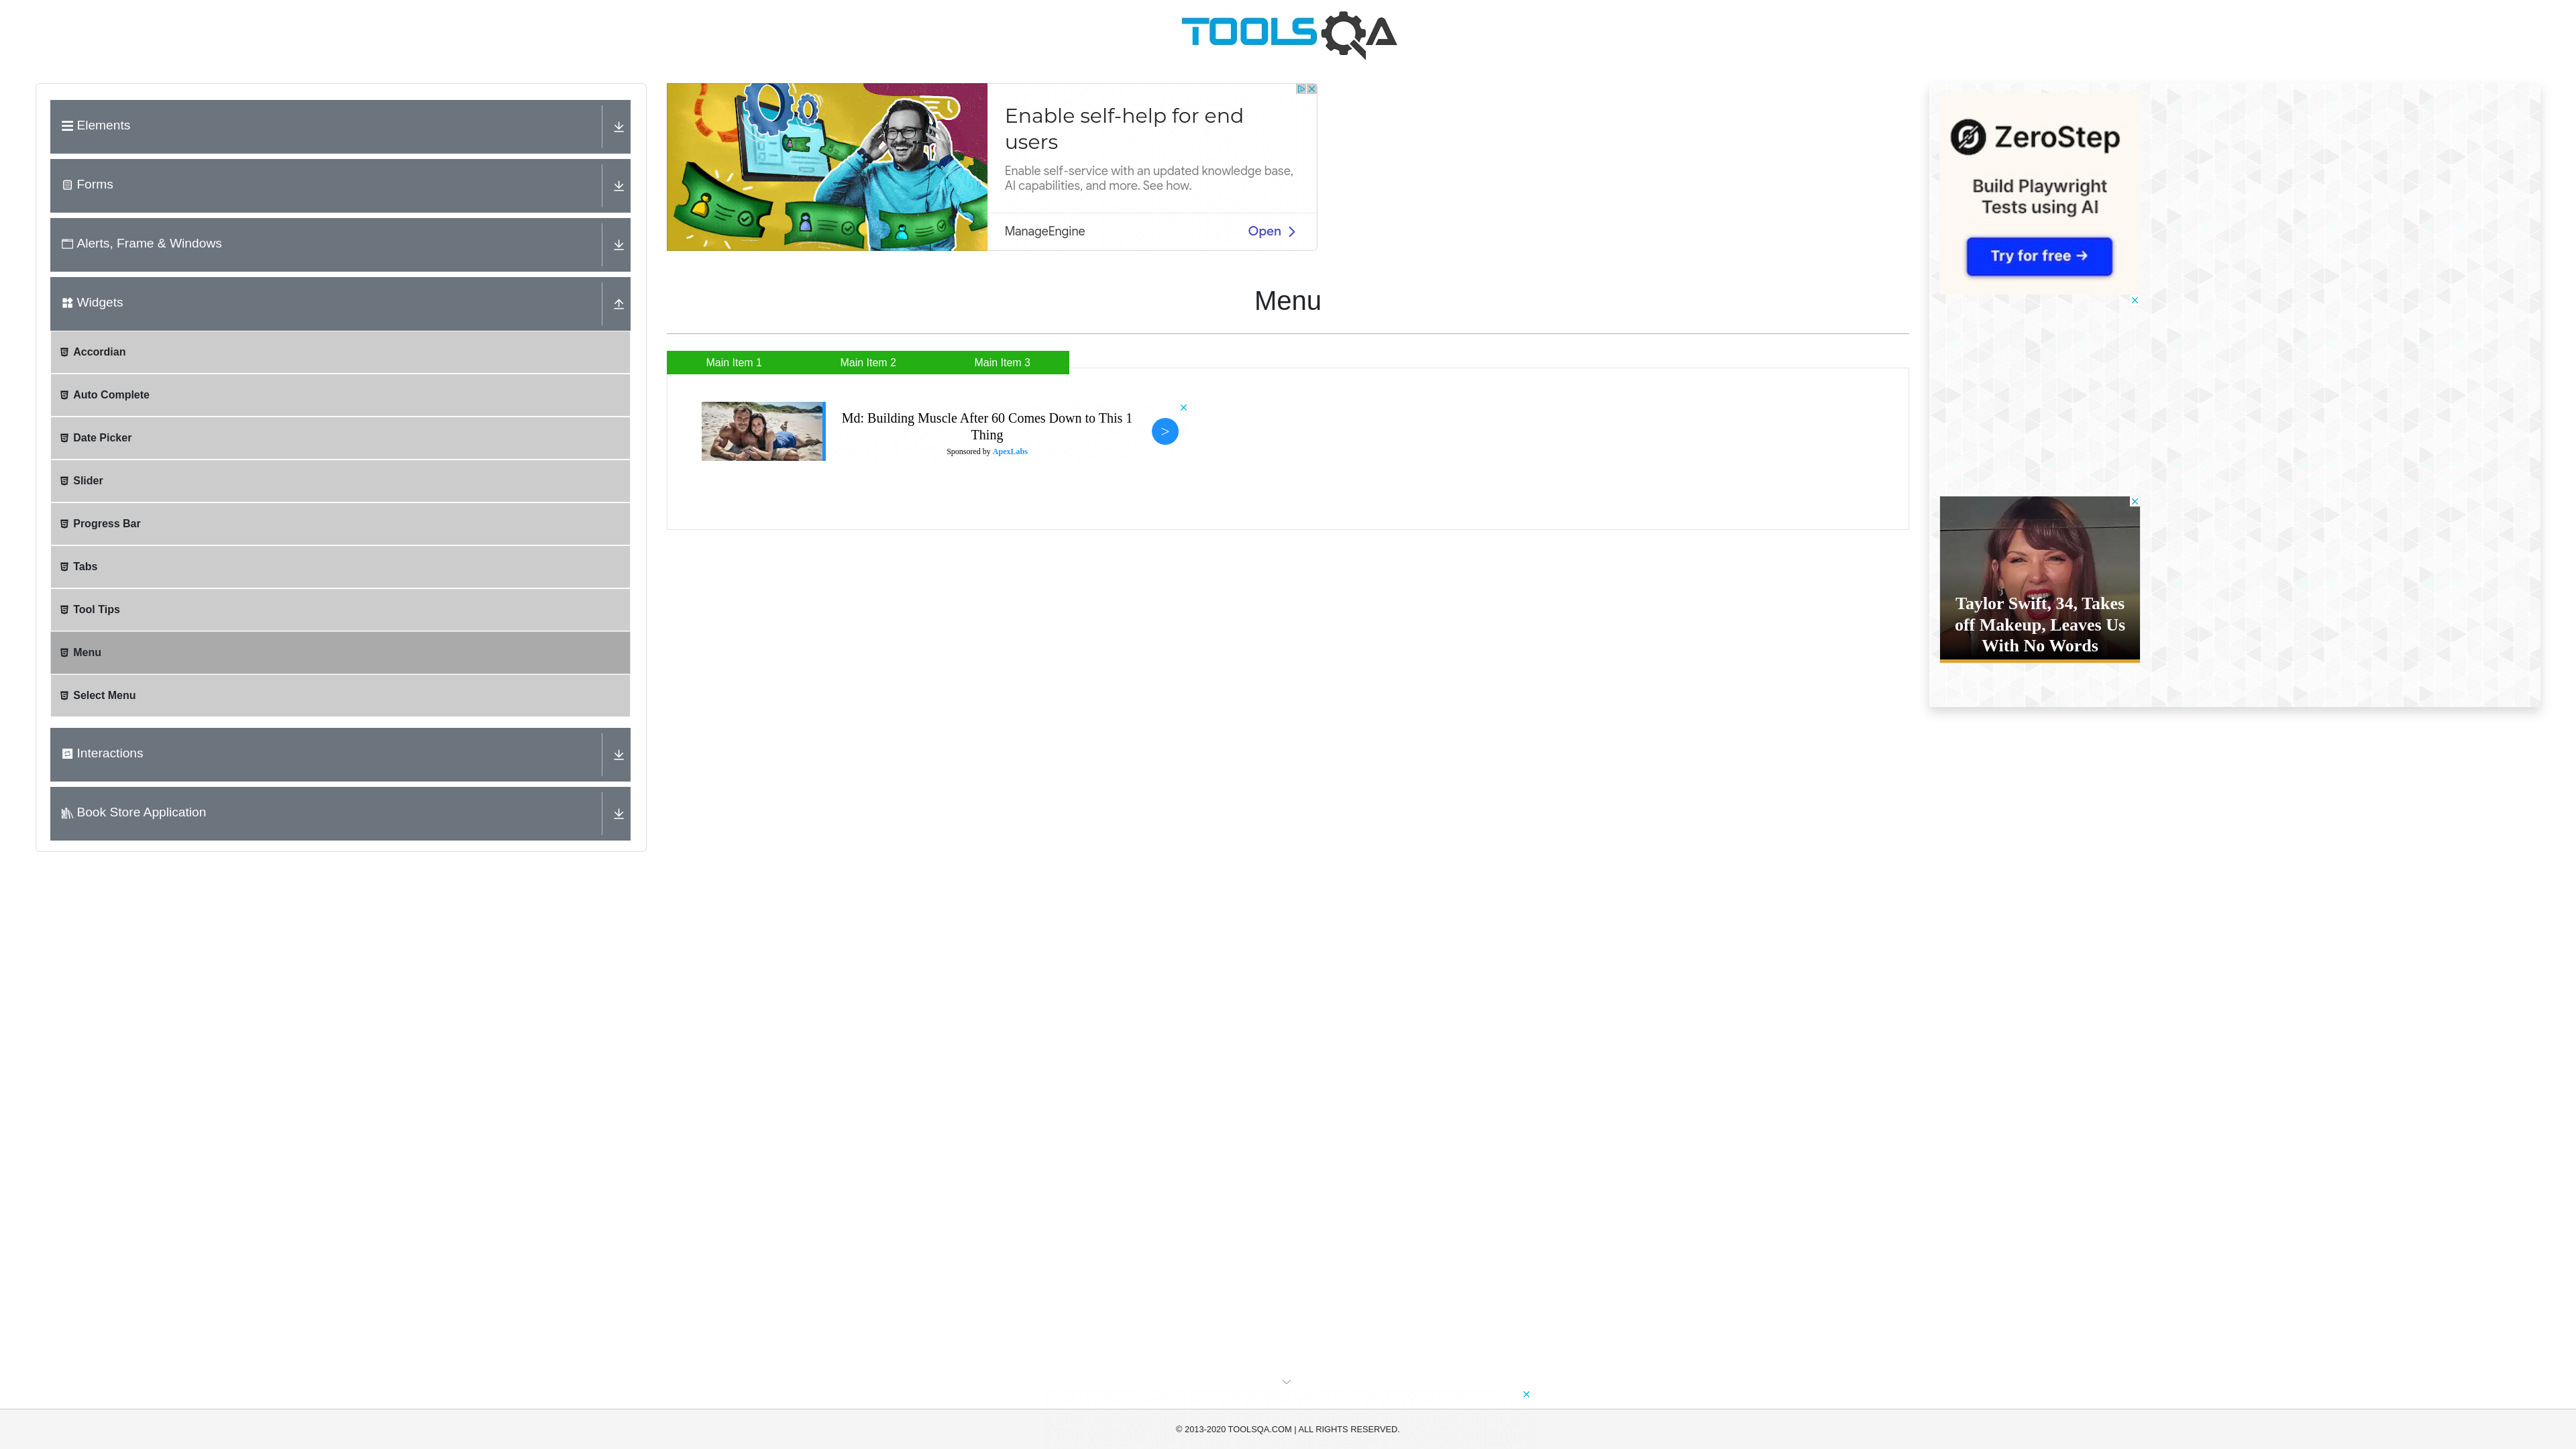 TOOLSQA
Elements
Forms
Alerts, Frame & Windows
Widgets
Accordian
Auto Complete
Date Picker
Slider
Progress Bar
Tabs
Tool Tips
Menu
Select Menu
Interactions
Book Store Application
Enable self-help for end
users
Enable self-service with an updated knowledge base,
AI capabilities, and more. See how.
ManageEngine
Open
Menu
Main Item 1
Main Item 2
Main Item 3
Md: Building Muscle After 60 Comes Down to This 1
Thing
Sponsored by ApexLabs
>
ZeroStep
Build Playwright
Tests using AI
Try for free →
Taylor Swift, 34, Takes
off Makeup, Leaves Us
With No Words
© 2013-2020 TOOLSQA.COM | ALL RIGHTS RESERVED.